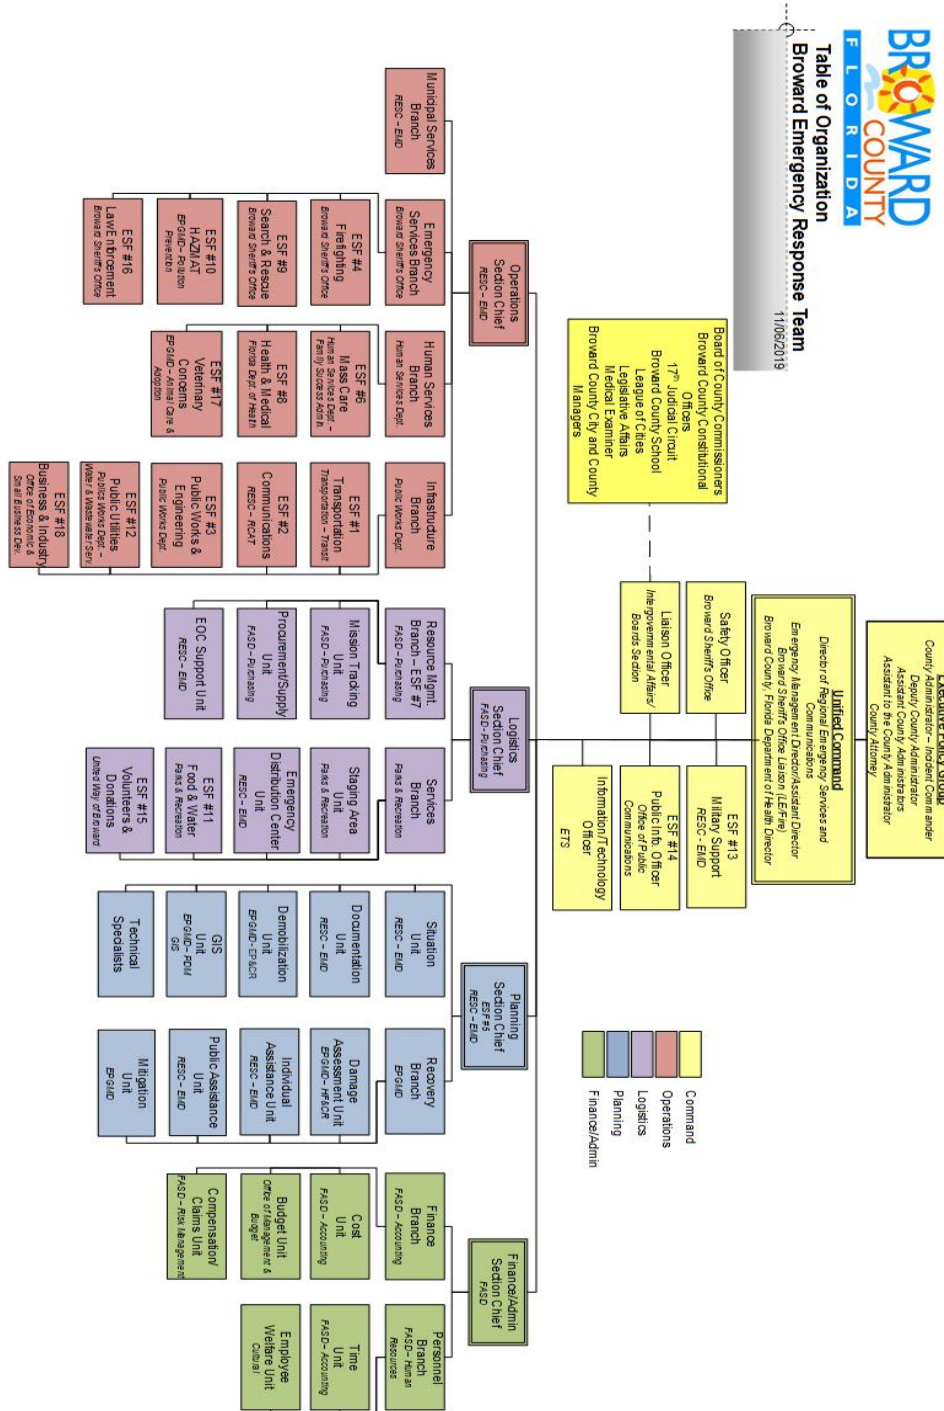 BROWARD
COUNTY
FLORIDA
Table of Organization
Broward Emergency Response Team
11/06/2019
Executive Policy Group
County Administrator – Incident Commander
Deputy County Administrator
Assistant County Administrators
Assistant to the County Administrator
County Attorney
Unified Command
Director of Regional Emergency Services and
Communications
Emergency Management Director/Assistant Director
Broward Sheriff's Office Liaison (LE/Fire)
Broward County, Florida Department of Health Director
Board of County Commissioners
Broward County Constitutional
Officers
17th Judicial Circuit
Broward County School
League of Cities
Legislative Affairs
Medical Examiner
Broward County City and County
Managers
Safety Officer
Broward Sheriff's Office
Liaison Officer
Intergovernmental Affairs/
Boards Section
ESF #13
Military Support
RESC – EMD
ESF #14
Public Info. Officer
Office of Public
Communications
Information/Technology
Officer
ETS
Command
Operations
Logistics
Planning
Finance/Admin
Operations
Section Chief
RESC – EMD
Municipal Services
Branch
RESC – EMD
Emergency
Services Branch
Broward Sheriff's Office
ESF #4
Firefighting
Broward Sheriff's Office
ESF #9
Search & Rescue
Broward Sheriff's Office
ESF #10
HAZMAT
EPGMD – Pollution
Prevention
ESF #16
Law Enforcement
Broward Sheriff's Office
Human Services
Branch
Human Services Dept.
ESF #6
Mass Care
Human Services Dept. –
Family Success Admin.
ESF #8
Health & Medical
Florida Dept. of Health
ESF #17
Veterinary
Concerns
EPGMD – Animal Care &
Adoption
Infrastructure
Branch
Public Works Dept.
ESF #1
Transportation
Transportation – Transit
ESF #2
Communications
RESC – RCAT
ESF #3
Public Works &
Engineering
Public Works Dept.
ESF #12
Public Utilities
Publics Works Dept. –
Water & Wastewater Serv.
ESF #18
Business & Industry
Office of Economic &
Small Business Dev.
Logistics
Section Chief
FASD - Purchasing
Resource Mgmt.
Branch – ESF #7
FASD – Purchasing
Mission Tracking
Unit
FASD – Purchasing
Procurement/Supply
Unit
FASD – Purchasing
EOC Support Unit
RESC – EMD
Services
Branch
Parks & Recreation
Staging Area
Unit
Parks & Recreation
Emergency
Distribution Center
Unit
RESC – EMD
ESF #11
Food & Water
Parks & Recreation
ESF #15
Volunteers &
Donations
United Way of Broward
Planning
Section Chief
ESF #5
RESC – EMD
Situation
Unit
RESC – EMD
Documentation
Unit
RESC – EMD
Demobilization
Unit
EPGMD - EP&CR
GIS
Unit
EPGMD – PDM
GIS
Technical
Specialists
Recovery
Branch
EPGMD
Damage
Assessment Unit
EPGMD – HF&CR
Individual
Assistance Unit
RESC – EMD
Public Assistance
Unit
RESC – EMD
Mitigation
Unit
EPGMD
Finance/Admin
Section Chief
FASD
Finance
Branch
FASD – Accounting
Cost
Unit
FASD – Accounting
Budget Unit
Office of Management &
Budget
Compensation/
Claims Unit
FASD – Risk Management
Personnel
Branch
FASD – Human
Resources
Time
Unit
FASD – Accounting
Employee
Welfare Unit
Cultural